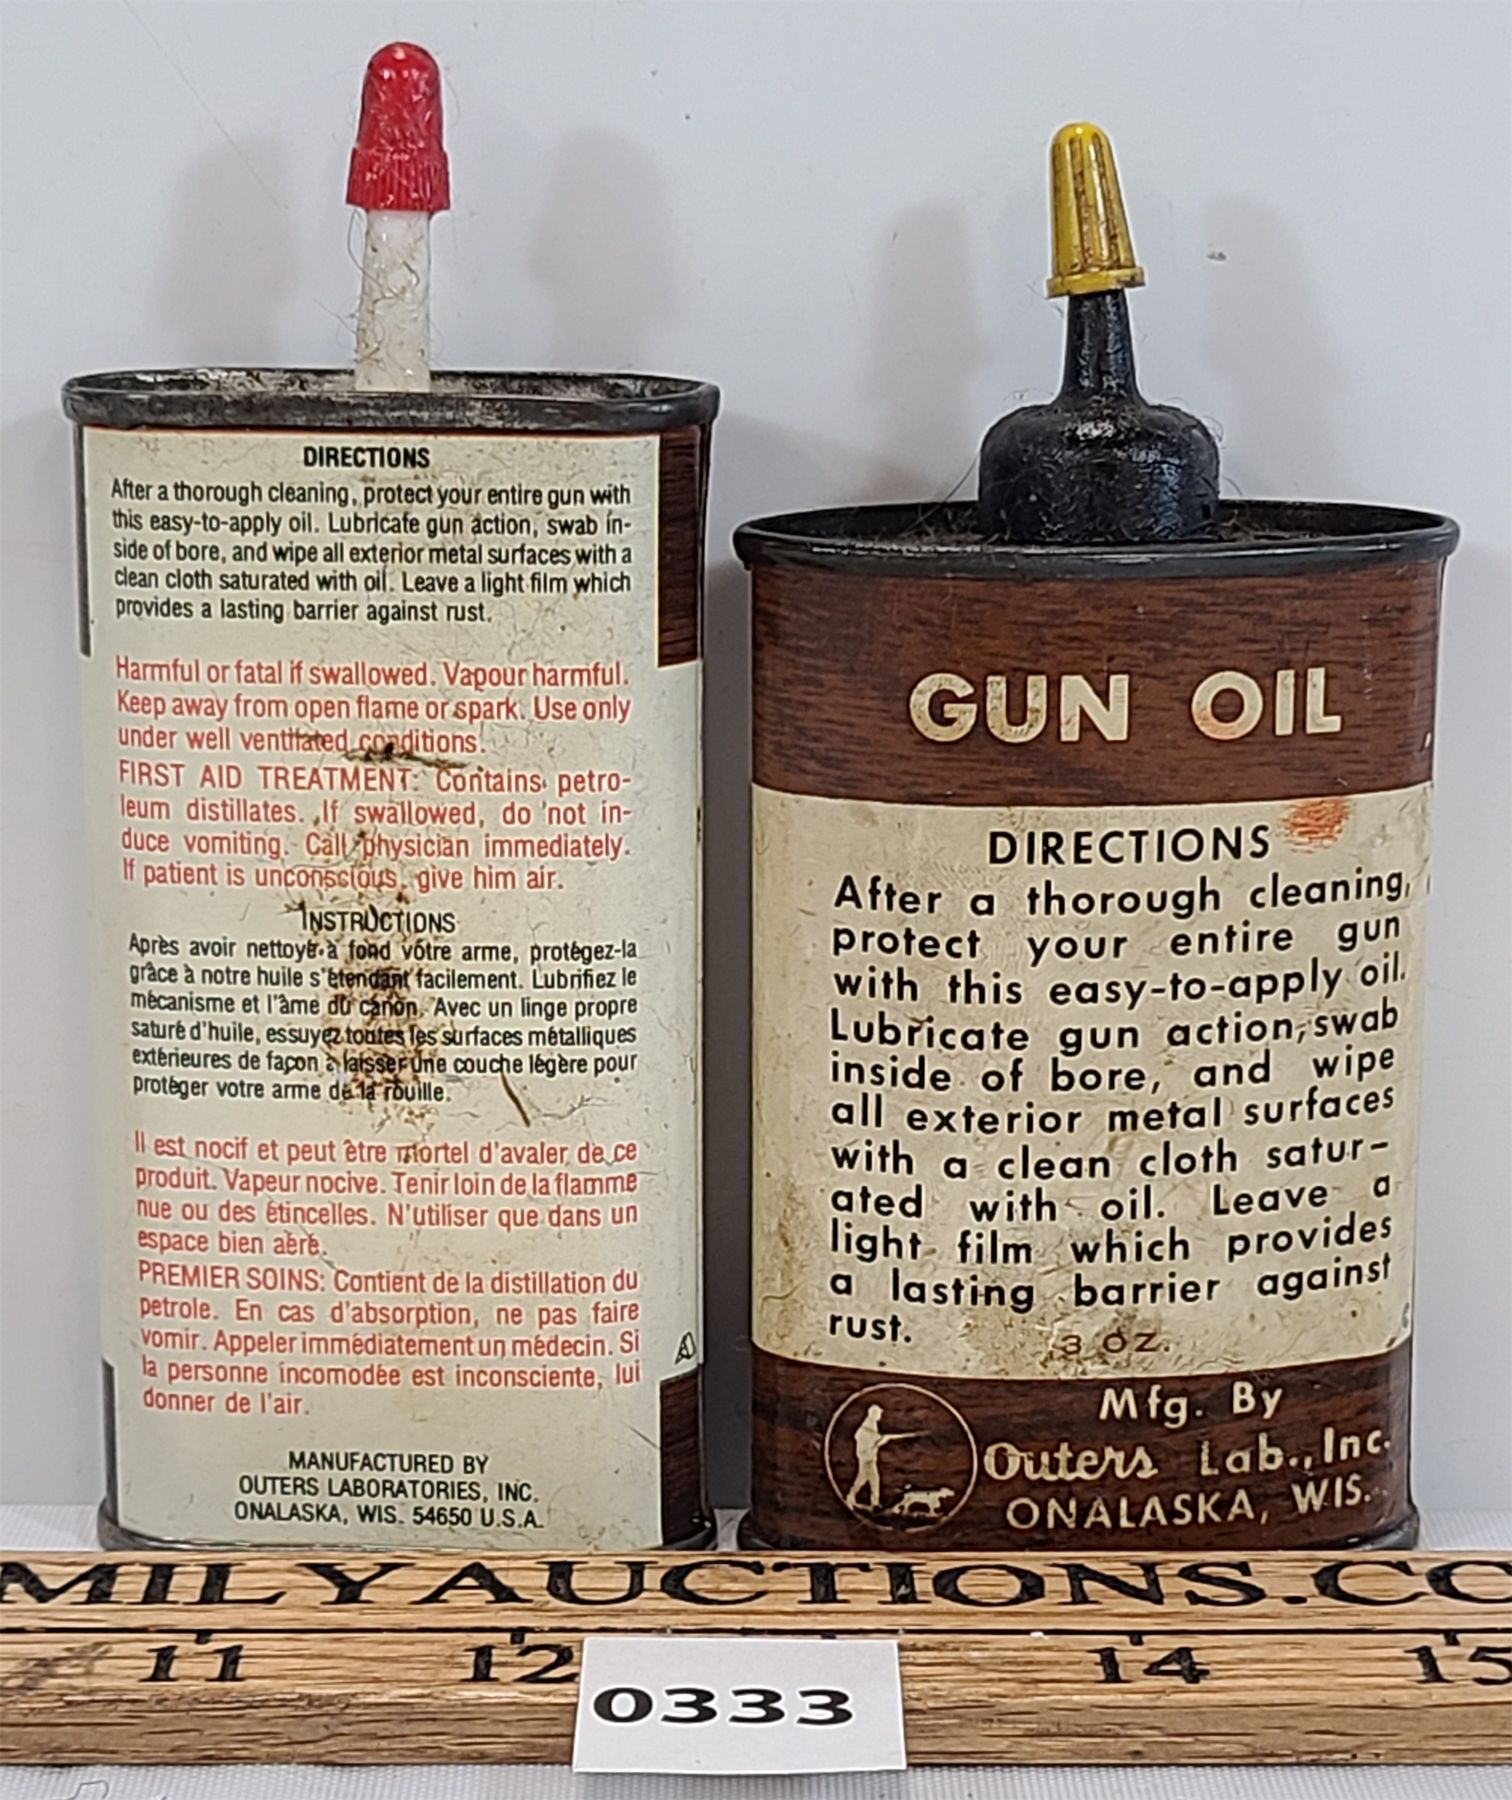 DIRECTIONS
After a thorough cleaning, protect your entire gun with
this easy-to-apply oil. Lubricate gun action, swab in-
side of bore, and wipe all exterior metal surfaces with a
clean cloth saturated with oil. Leave a light film which
provides a lasting barrier against rust.
Harmful or fatal if swallowed. Vapour harmful.
Keep away from open flame or spark. Use only
under well ventilated conditions.
FIRST AID TREATMENT: Contains petro-
leum distillates. If swallowed, do not in-
duce vomiting. Call physician immediately.
If patient is unconscious, give him air.
INSTRUCTIONS
Après avoir nettoyé à fond vôtre arme, protégez-la
grâce à notre huile s'étendant facilement. Lubrifiez le
mécanisme et l'âme du canon. Avec un linge propre
saturé d'huile, essuyez toutes les surfaces métalliques
extérieures de façon à laisser une couche légère pour
protéger votre arme de la rouille.
Il est nocif et peut être mortel d'avaler de ce
produit. Vapeur nocive. Tenir loin de la flamme
nue ou des étincelles. N'utiliser que dans un
espace bien aéré.
PREMIER SOINS: Contient de la distillation du
petrole. En cas d'absorption, ne pas faire
vomir. Appeler immédiatement un médecin. Si
la personne incomodée est inconsciente, lui
donner de l'air.
MANUFACTURED BY
OUTERS LABORATORIES, INC.
ONALASKA, WIS. 54650 U.S.A.
GUN OIL
DIRECTIONS
After a thorough cleaning,
protect your entire gun
with this easy-to-apply oil.
Lubricate gun action, swab
inside of bore, and wipe
all exterior metal surfaces
with a clean cloth satur-
ated with oil. Leave a
light film which provides
a lasting barrier against
rust.
3 OZ.
Mfg. By
Outers Lab., Inc.
ONALASKA, WIS.
MILYAUCTIONS.CO
11 12 14 15
0333